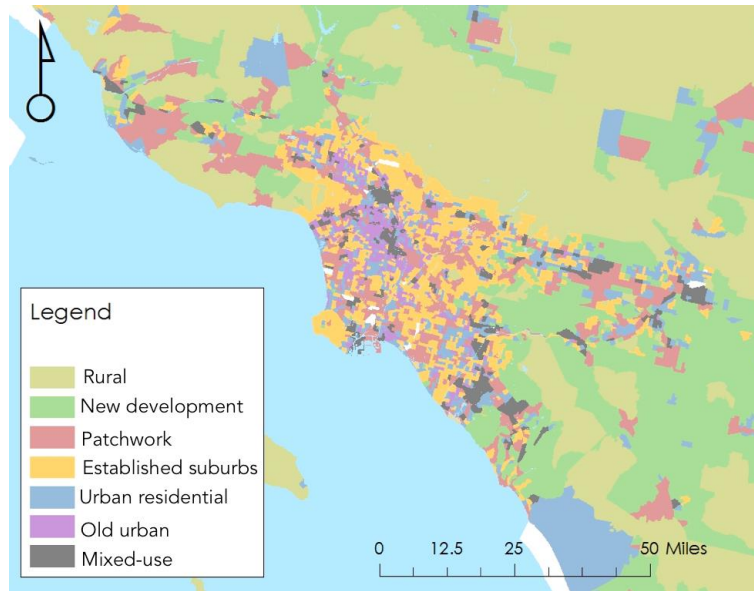 Legend
Rural
New development
Patchwork
Established suburbs
Urban residential
Old urban
Mixed-use
0 12.5 25 50 Miles